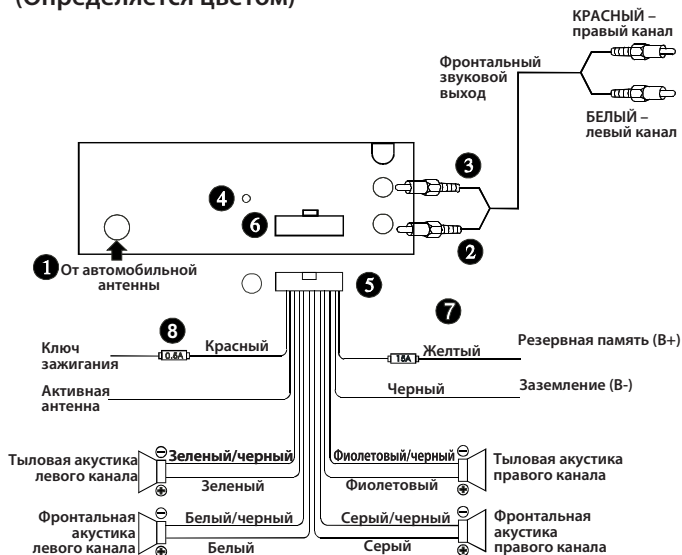 (Определяется цветом)
КРАСНЫЙ –
правый канал
Фронтальный
звуковой
выход
БЕЛЫЙ –
левый канал
3
4
6
2
1 От автомобильной
антенны
5
7
8
Ключ
зажигания
0.6A
Красный
15A
Желтый
Резервная память (B+)
Активная
антенна
Черный
Заземление (B-)
Тыловая акустика
левого канала
Зеленый/черный
Зеленый
Фиолетовый/черный
Фиолетовый
Тыловая акустика
правого канала
Фронтальная
акустика
левого канала
Белый/черный
Белый
Серый/черный
Серый
Фронтальная
акустика
правого канала